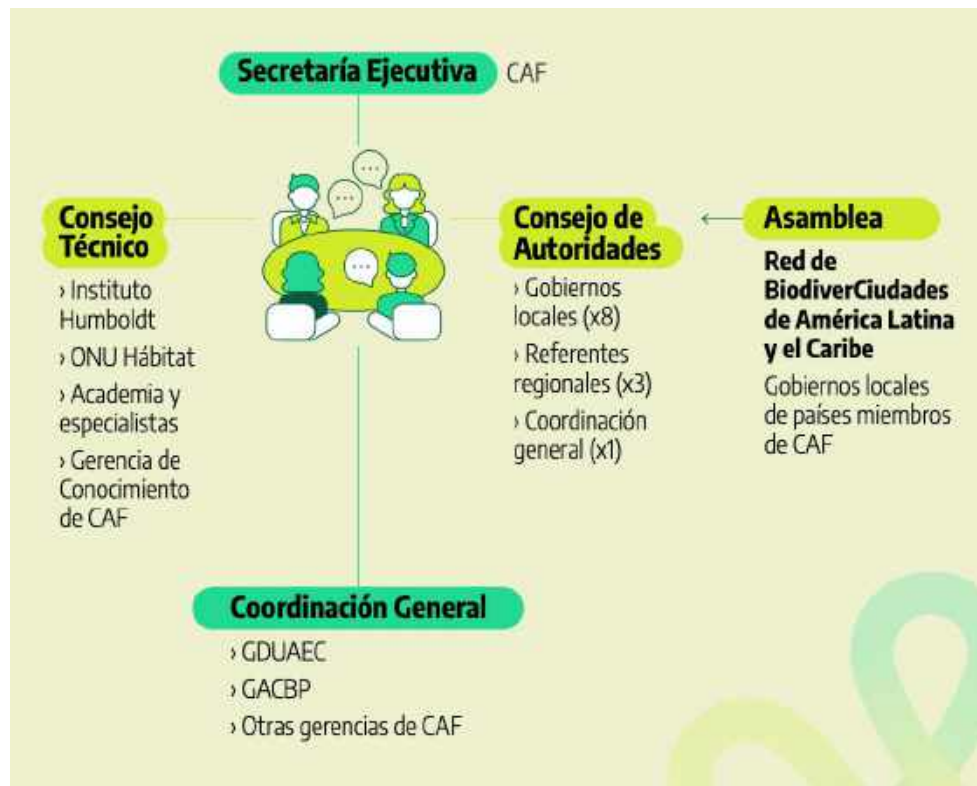 Secretaría Ejecutiva CAF
Consejo
Técnico
› Instituto
Humboldt
› ONU Hábitat
› Academia y
especialistas
› Gerencia de
Conocimiento
de CAF
Consejo de
Autoridades
› Gobiernos
locales (x8)
› Referentes
regionales (x3)
› Coordinación
general (x1)
Asamblea
Red de
BiodiverCiudades
de América Latina
y el Caribe
Gobiernos locales
de países miembros
de CAF
Coordinación General
› GDUAEC
› GACBP
› Otras gerencias de CAF